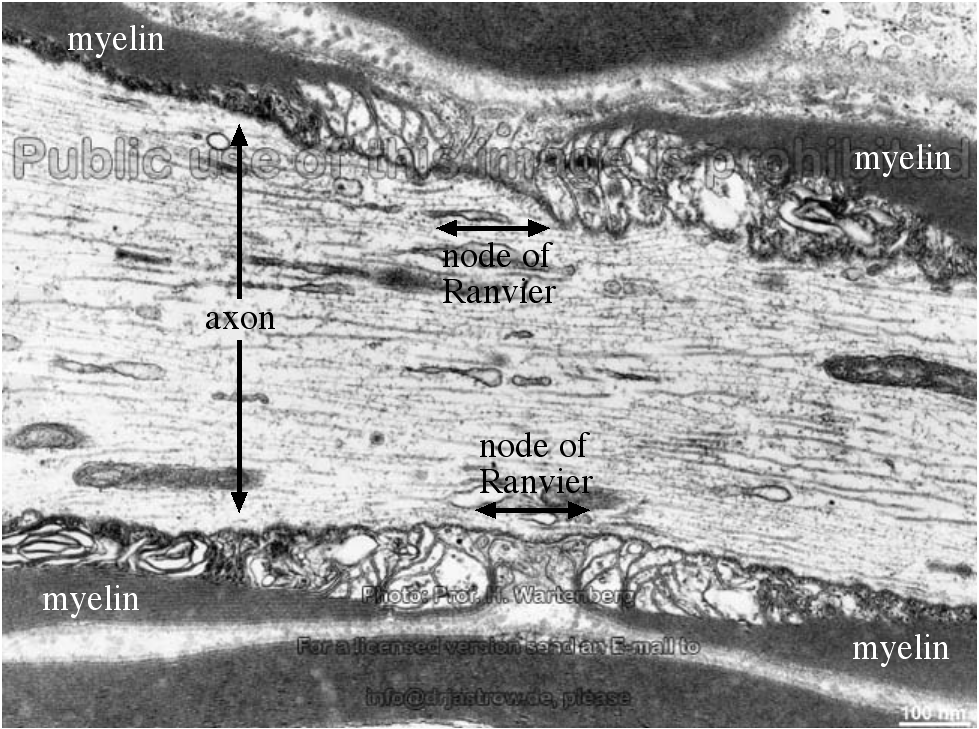 myelin
Public use of this image is prohibited
myelin
node of
Ranvier
axon
node of
Ranvier
myelin
Photo: Prof. H. Wartenberg
For a licensed version send an E-mail to
myelin
info@drjastrow.de, please
100 nm